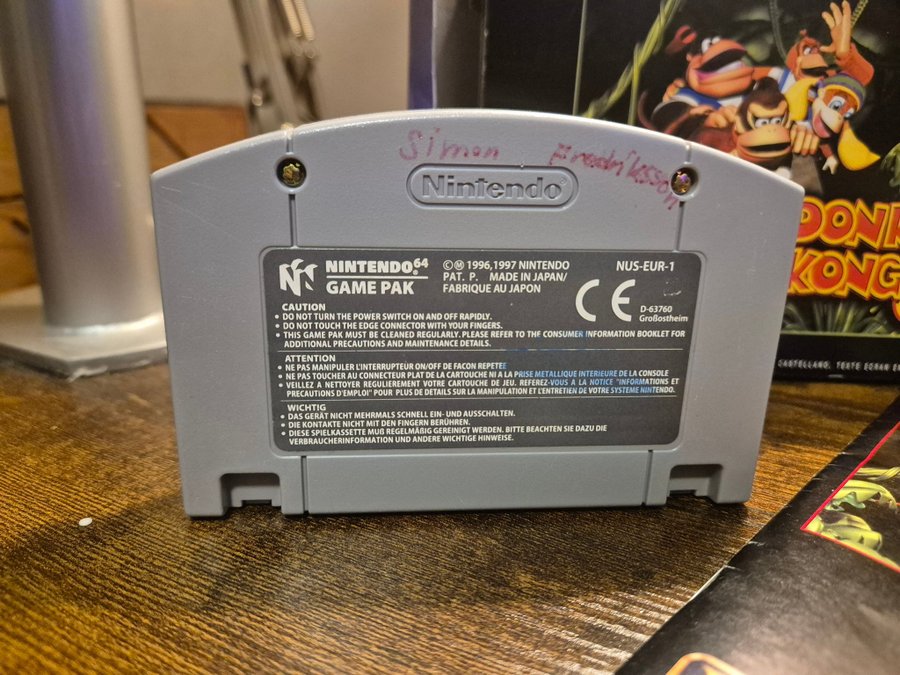 Simon Fredriksson
Nintendo
NINTENDO 64
GAME PAK
©Ⓜ 1996,1997 NINTENDO
PAT. P. MADE IN JAPAN/
FABRIQUE AU JAPON
NUS-EUR-1
CE
D-63760
Großostheim
CAUTION
• DO NOT TURN THE POWER SWITCH ON AND OFF RAPIDLY.
• DO NOT TOUCH THE EDGE CONNECTOR WITH YOUR FINGERS.
• THIS GAME PAK MUST BE CLEANED REGULARLY. PLEASE REFER TO THE CONSUMER INFORMATION BOOKLET FOR
ADDITIONAL PRECAUTIONS AND MAINTENANCE DETAILS.
ATTENTION
• NE PAS MANIPULER L'INTERRUPTEUR ON/OFF DE FACON REPETEE
• NE PAS TOUCHER AU CONNECTEUR PLAT DE LA CARTOUCHE NI A LA PRISE METALLIQUE INTERIEURE DE LA CONSOLE
• VEILLEZ A NETTOYER REGULIEREMENT VOTRE CARTOUCHE DE JEU. REFEREZ-VOUS A LA NOTICE "INFORMATIONS ET
PRECAUTIONS D'EMPLOI" POUR PLUS DE DETAILS SUR LA MANIPULATION ET L'ENTRETIEN DE VOTRE SYSTEME NINTENDO.
WICHTIG
• DAS GERÄT NICHT MEHRMALS SCHNELL EIN- UND AUSSCHALTEN.
• DIE KONTAKTE NICHT MIT DEN FINGERN BERÜHREN.
• DIESE SPIELKASSETTE MUß REGELMÄßIG GEREINIGT WERDEN. BITTE BEACHTEN SIE DAZU DIE
VERBRAUCHERINFORMATION UND ANDERE WICHTIGE HINWEISE.
DON
KONG
CASTELLANO. TEXTE ECRAN EN